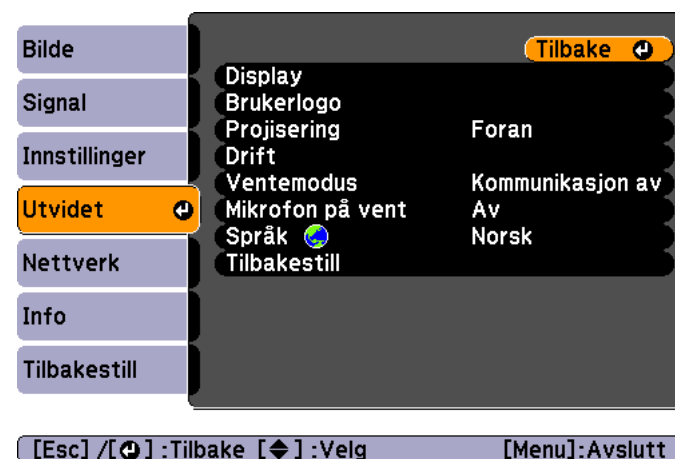 Bilde
Signal
Innstillinger
Utvidet
Nettverk
Info
Tilbakestill
Tilbake
Display
Brukerlogo
Projisering Foran
Drift
Ventemodus Kommunikasjon av
Mikrofon på vent Av
Språk Norsk
Tilbakestill
[Esc] /[⏎] :Tilbake [◆] :Velg [Menu]:Avslutt